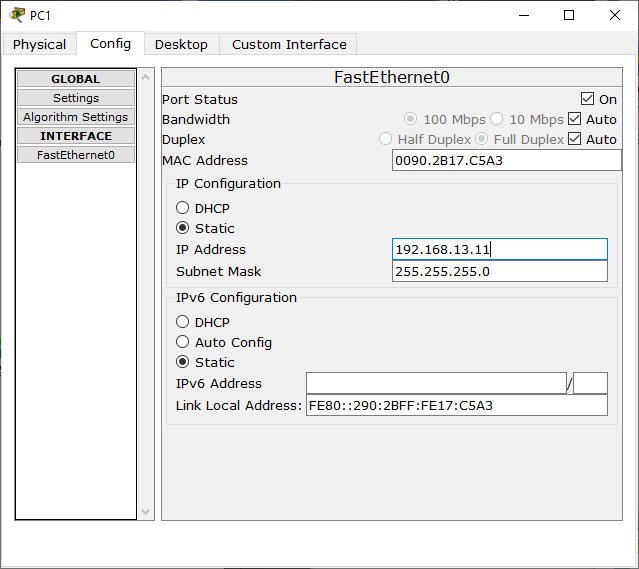 PC1
Physical Config Desktop Custom Interface
GLOBAL
Settings
Algorithm Settings
INTERFACE
FastEthernet0
FastEthernet0
Port Status On
Bandwidth 100 Mbps 10 Mbps Auto
Duplex Half Duplex Full Duplex Auto
MAC Address 0090.2B17.C5A3
IP Configuration
DHCP
Static
IP Address 192.168.13.11
Subnet Mask 255.255.255.0
IPv6 Configuration
DHCP
Auto Config
Static
IPv6 Address /
Link Local Address: FE80::290:2BFF:FE17:C5A3